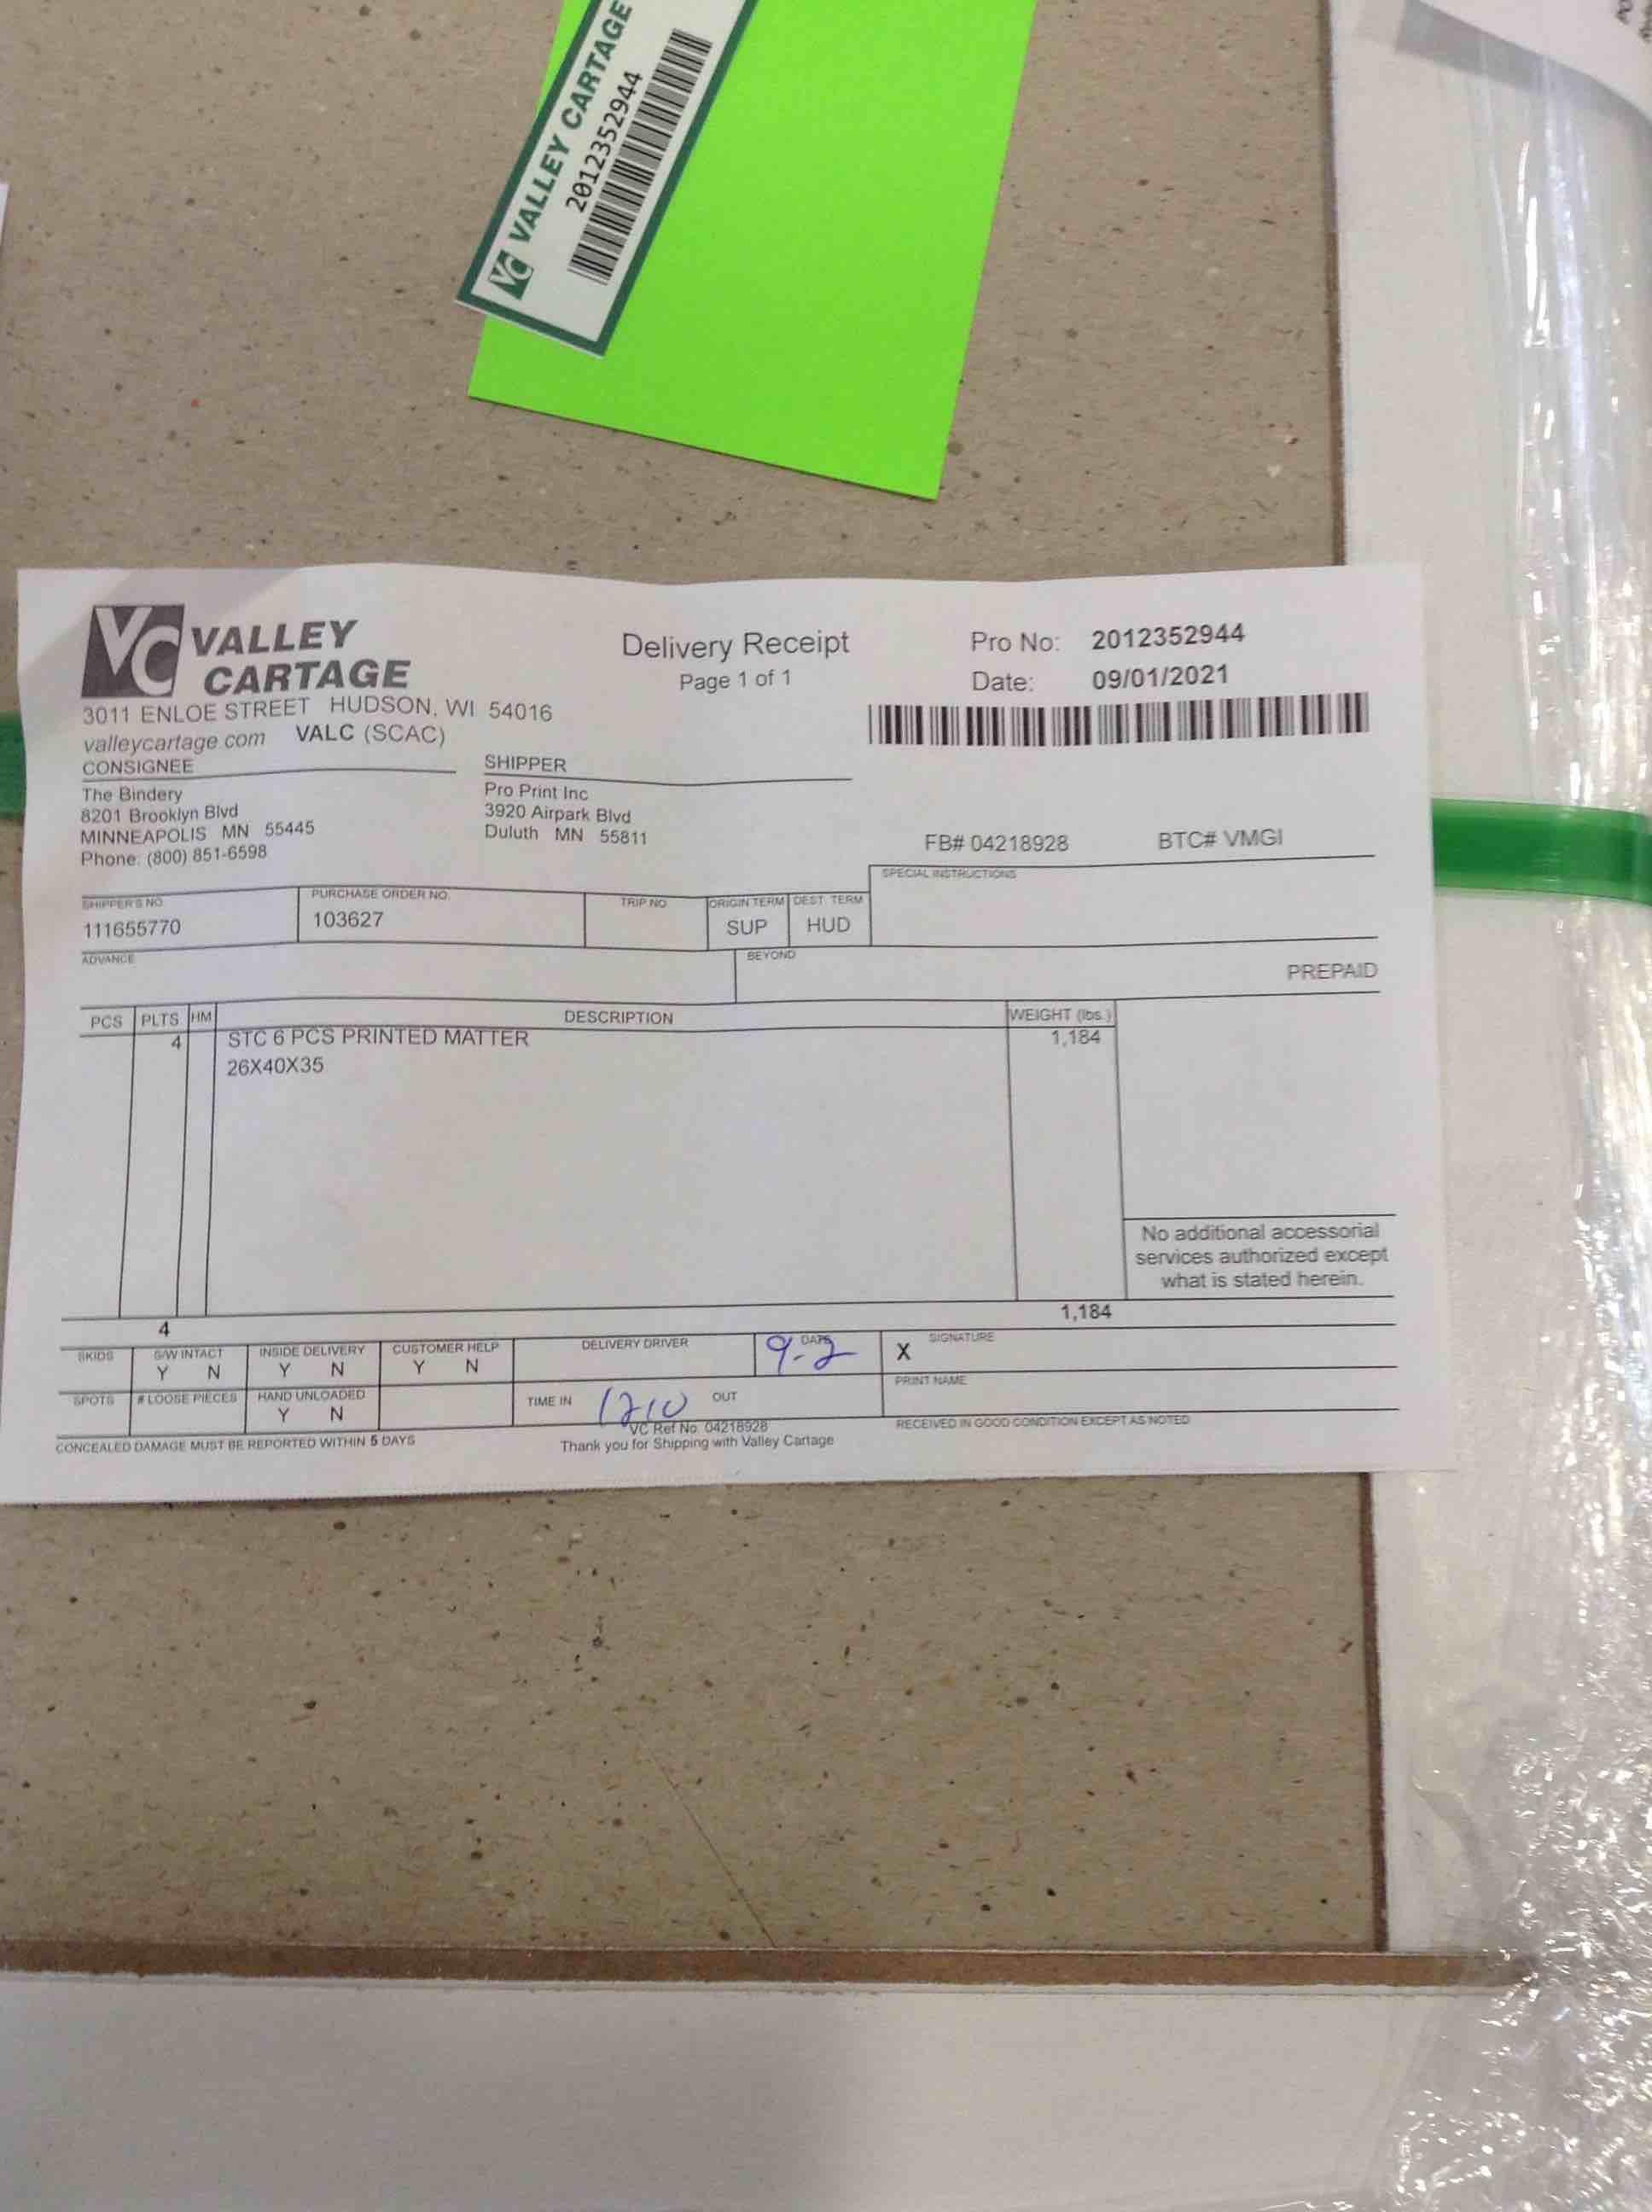 VC VALLEY CARTAGE
2012352944
VC VALLEY
CARTAGE
3011 ENLOE STREET HUDSON, WI 54016
valleycartage.com VALC (SCAC)
Delivery Receipt
Page 1 of 1
Pro No: 2012352944
Date: 09/01/2021
CONSIGNEE
The Bindery
8201 Brooklyn Blvd
MINNEAPOLIS MN 55445
Phone: (800) 851-6598
SHIPPER
Pro Print Inc
3920 Airpark Blvd
Duluth MN 55811
FB# 04218928 BTC# VMGI
SHIPPER'S NO.
111655770
PURCHASE ORDER NO.
103627
TRIP NO
ORIGIN TERM
SUP
DEST TERM
HUD
SPECIAL INSTRUCTIONS
ADVANCE
BEYOND
PREPAID
PCS PLTS HM DESCRIPTION WEIGHT (lbs.)
4 STC 6 PCS PRINTED MATTER 1,184
26X40X35
No additional accessorial
services authorized except
what is stated herein.
4 1,184
SKIDS
S/W INTACT
Y N
INSIDE DELIVERY
Y N
CUSTOMER HELP
Y N
DELIVERY DRIVER
DATE
9-2
X SIGNATURE
SPOTS
# LOOSE PIECES
HAND UNLOADED
Y N
TIME IN 1210 OUT
PRINT NAME
RECEIVED IN GOOD CONDITION EXCEPT AS NOTED
CONCEALED DAMAGE MUST BE REPORTED WITHIN 5 DAYS
VC Ref No. 04218928
Thank you for Shipping with Valley Cartage